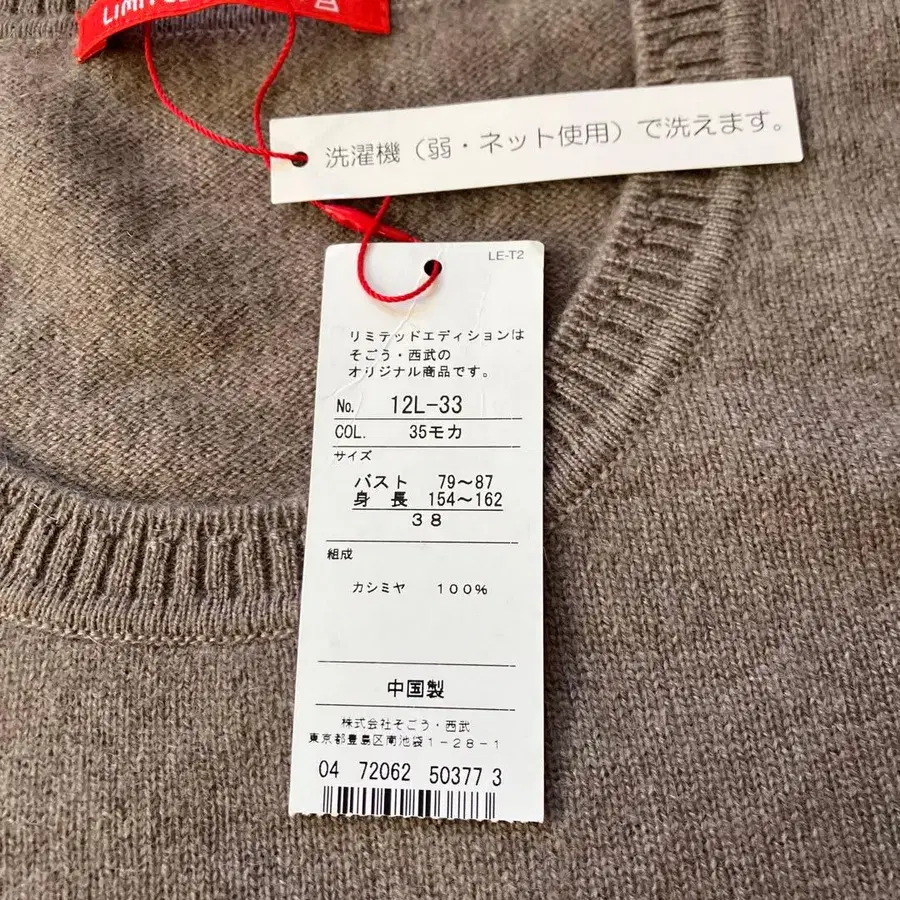 LIMITE
洗濯機（弱・ネット使用）で洗えます。
LE-T2
リミテッドエディションは
そごう・西武の
オリジナル商品です。
No. 12L-33
COL. 35モカ
サイズ
バスト 79～87
身長 154～162
38
組成
カシミヤ 100%
中国製
株式会社そごう・西武
東京都豊島区南池袋1-28-1
04 72062 50377 3